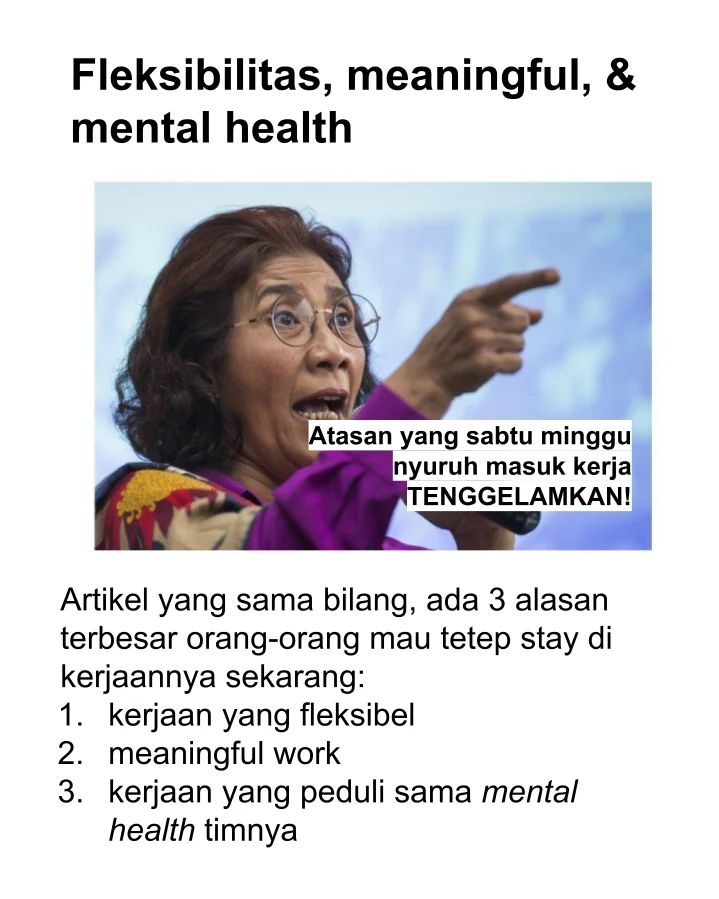 Fleksibilitas, meaningful, &
mental health
Atasan yang sabtu minggu
nyuruh masuk kerja
TENGGELAMKAN!
Artikel yang sama bilang, ada 3 alasan
terbesar orang-orang mau tetep stay di
kerjaannya sekarang:
1. kerjaan yang fleksibel
2. meaningful work
3. kerjaan yang peduli sama mental
health timnya